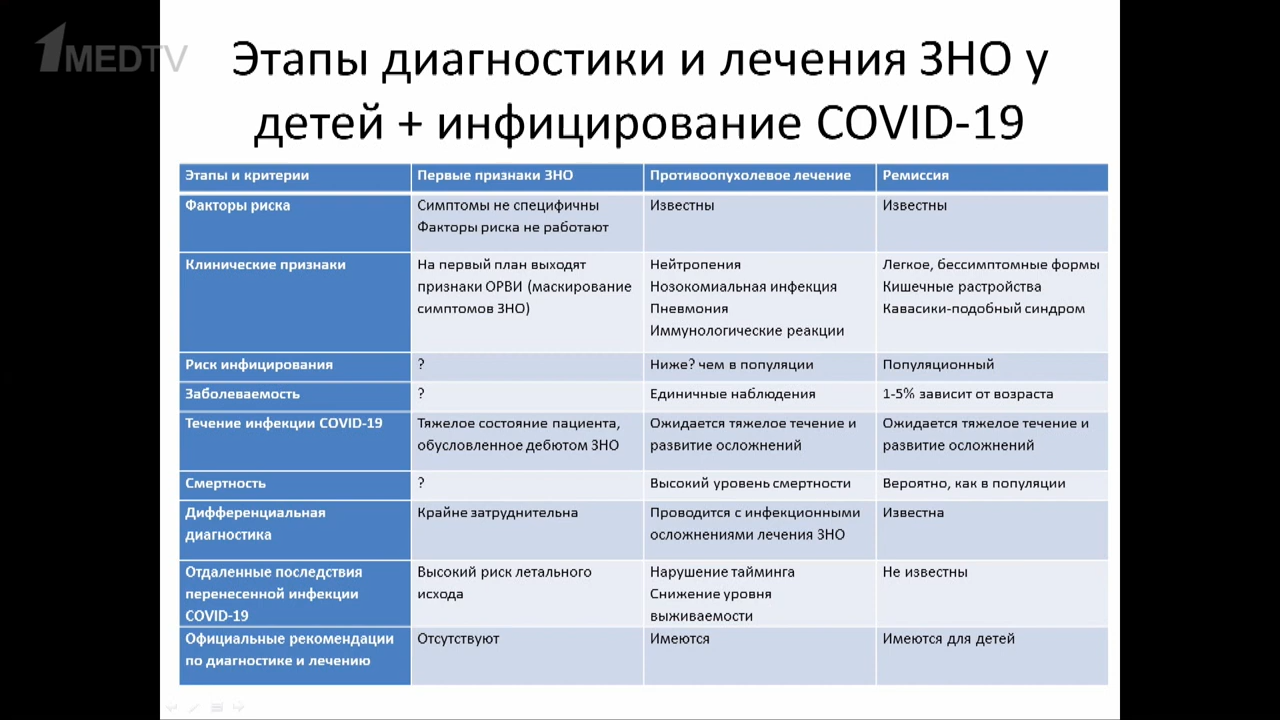 1MEDTV
Этапы диагностики и лечения ЗНО у
детей + инфицирование COVID-19
Этапы и критерии
Первые признаки ЗНО
Противоопухолевое лечение
Ремиссия
Факторы риска
Симптомы не специфичны
Факторы риска не работают
Известны
Известны
Клинические признаки
На первый план выходят
признаки ОРВИ (маскирование
симптомов ЗНО)
Нейтропения
Нозокомиальная инфекция
Пневмония
Иммунологические реакции
Легкое, бессимптомные формы
Кишечные растройства
Кавасики-подобный синдром
Риск инфицирования
?
Ниже? чем в популяции
Популяционный
Заболеваемость
?
Единичные наблюдения
1-5% зависит от возраста
Течение инфекции COVID-19
Тяжелое состояние пациента,
обусловленное дебютом ЗНО
Ожидается тяжелое течение и
развитие осложнений
Ожидается тяжелое течение и
развитие осложнений
Смертность
?
Высокий уровень смертности
Вероятно, как в популяции
Дифференциальная
диагностика
Крайне затруднительна
Проводится с инфекционными
осложнениями лечения ЗНО
Известна
Отдаленные последствия
перенесенной инфекции
COVID-19
Высокий риск летального
исхода
Нарушение тайминга
Снижение уровня
выживаемости
Не известны
Официальные рекомендации
по диагностике и лечению
Отсутствуют
Имеются
Имеются для детей